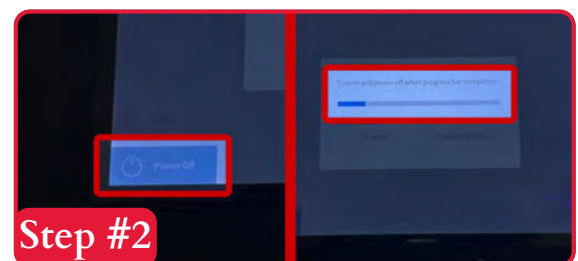 Power Off
System will power off when progress bar completes...
Cancel
Step #2